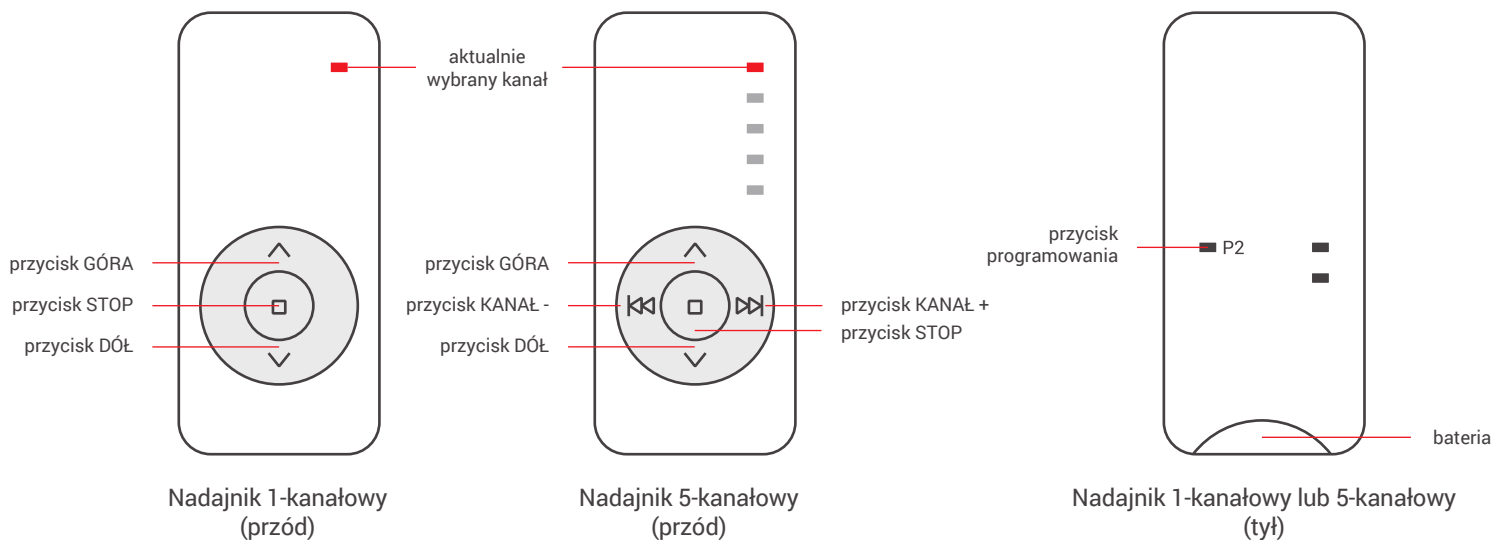 aktualnie
wybrany kanał
przycisk GÓRA
przycisk STOP
przycisk DÓŁ
przycisk GÓRA
przycisk KANAŁ -
przycisk DÓŁ
przycisk KANAŁ +
przycisk STOP
przycisk
programowania
P2
bateria
Nadajnik 1-kanałowy
(przód)
Nadajnik 5-kanałowy
(przód)
Nadajnik 1-kanałowy lub 5-kanałowy
(tył)